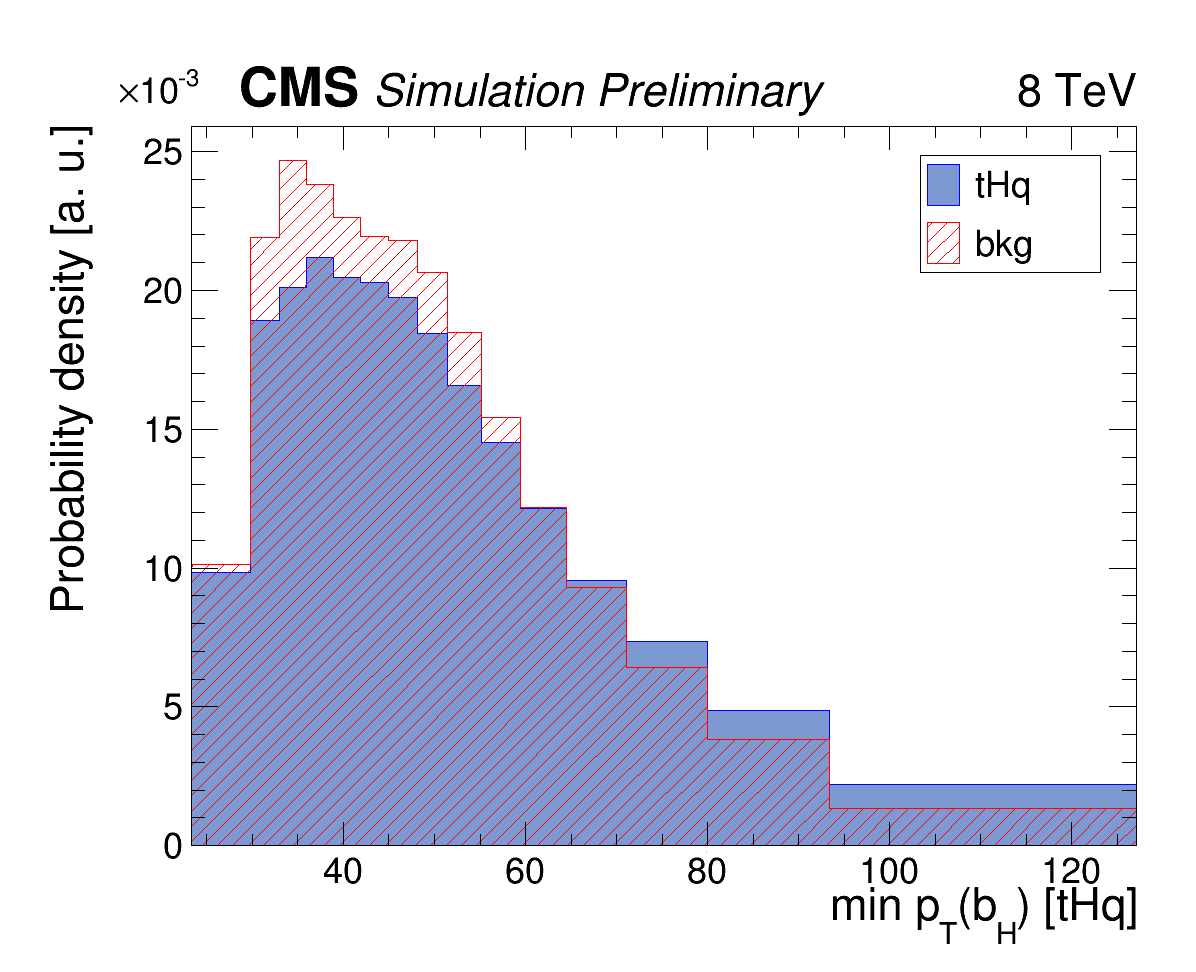 ×10⁻³ CMS Simulation Preliminary 8 TeV
Probability density [a. u.]
25
20
15
10
5
0
tHq
bkg
40 60 80 100 120
min p_T(b_H) [tHq]